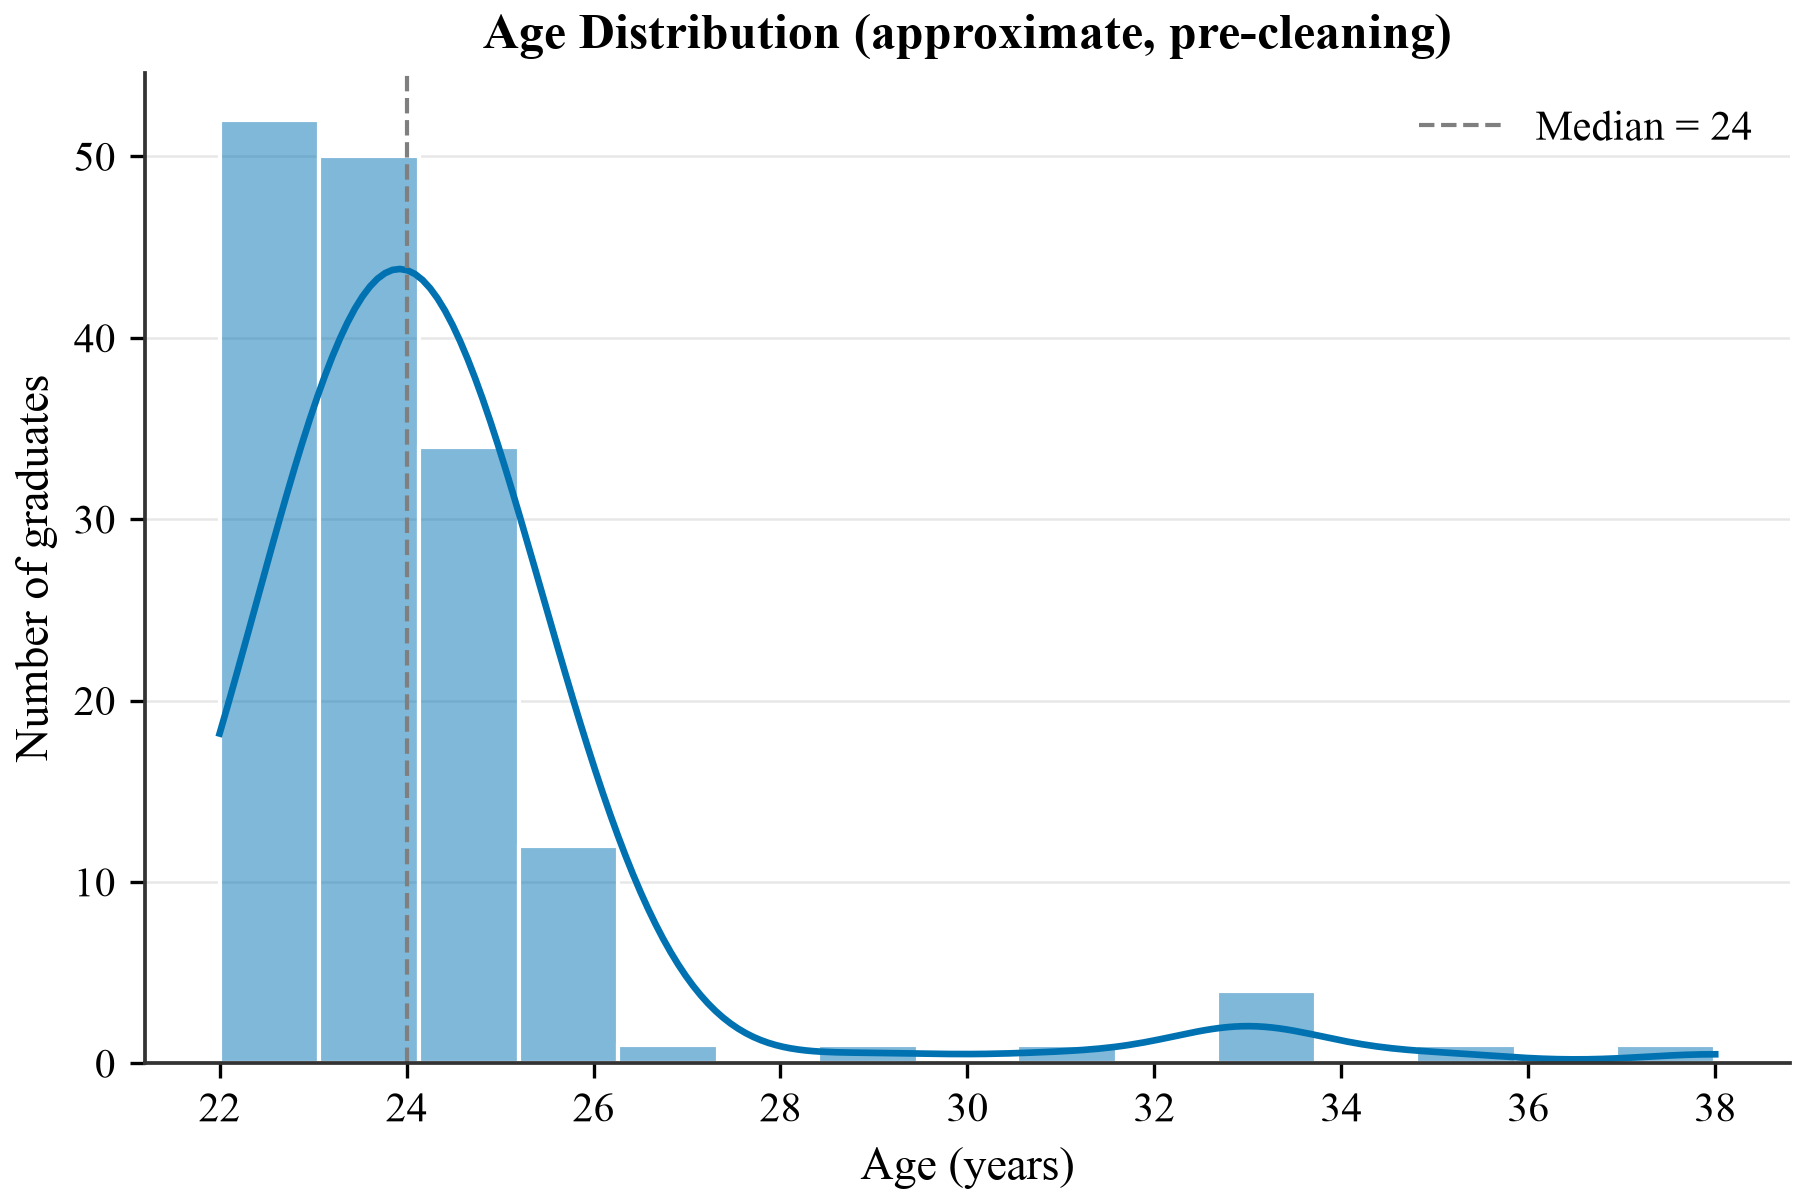 Age Distribution (approximate, pre-cleaning)
Median = 24
Number of graduates
50
40
30
20
10
0
22 24 26 28 30 32 34 36 38
Age (years)